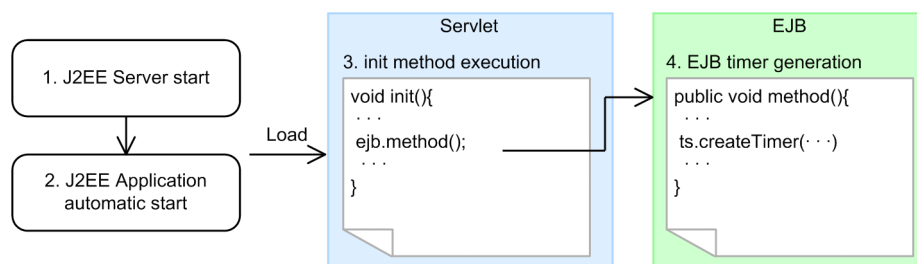 1. J2EE Server start
2. J2EE Application
automatic start
Load
Servlet
3. init method execution
void init(){
· · ·
ejb.method();
· · ·
}
EJB
4. EJB timer generation
public void method(){
· · ·
ts.createTimer(· · ·)
· · ·
}